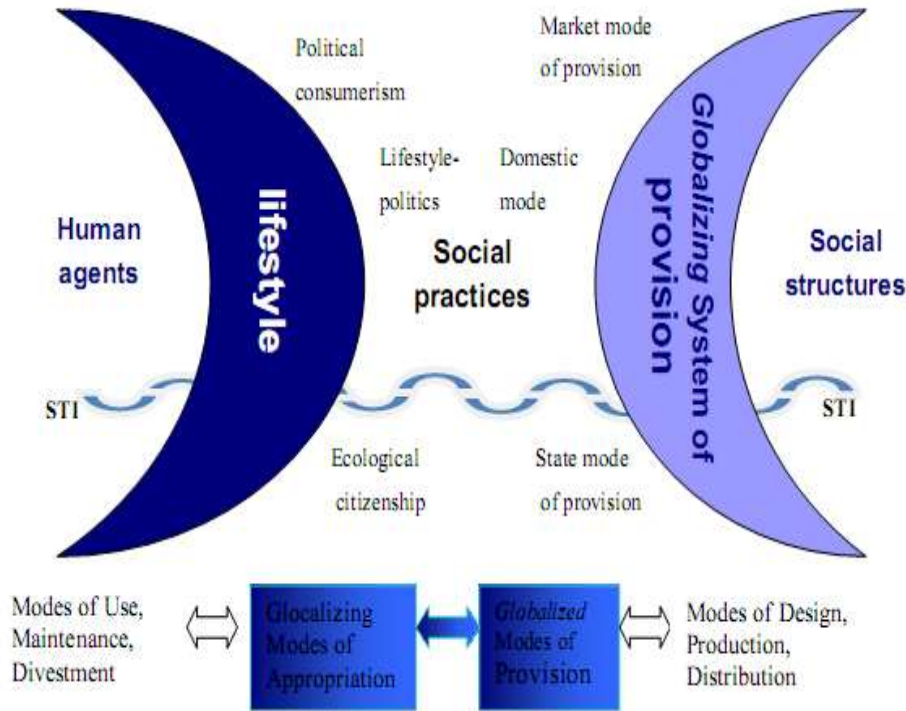 Political
consumerism
Market mode
of provision
Lifestyle-
politics
Domestic
mode
Human
agents
lifestyle
Social
practices
Globalizing System of
provision
Social
structures
STI
STI
Ecological
citizenship
State mode
of provision
Modes of Use,
Maintenance,
Divestment
Glocalizing
Modes of
Appropriation
Globalized
Modes of
Provision
Modes of Design,
Production,
Distribution